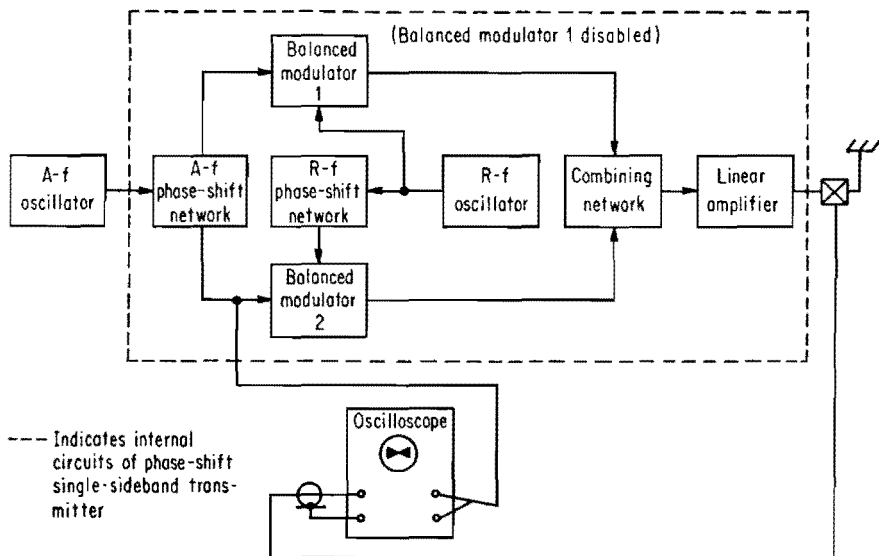 (Balanced modulator 1 disabled)
Balanced
modulator
1
A-f
oscillator
A-f
phase-shift
network
R-f
phase-shift
network
R-f
oscillator
Combining
network
Linear
amplifier
Balanced
modulator
2
Oscilloscope
--- Indicates internal
circuits of phase-shift
single-sideband trans-
mitter